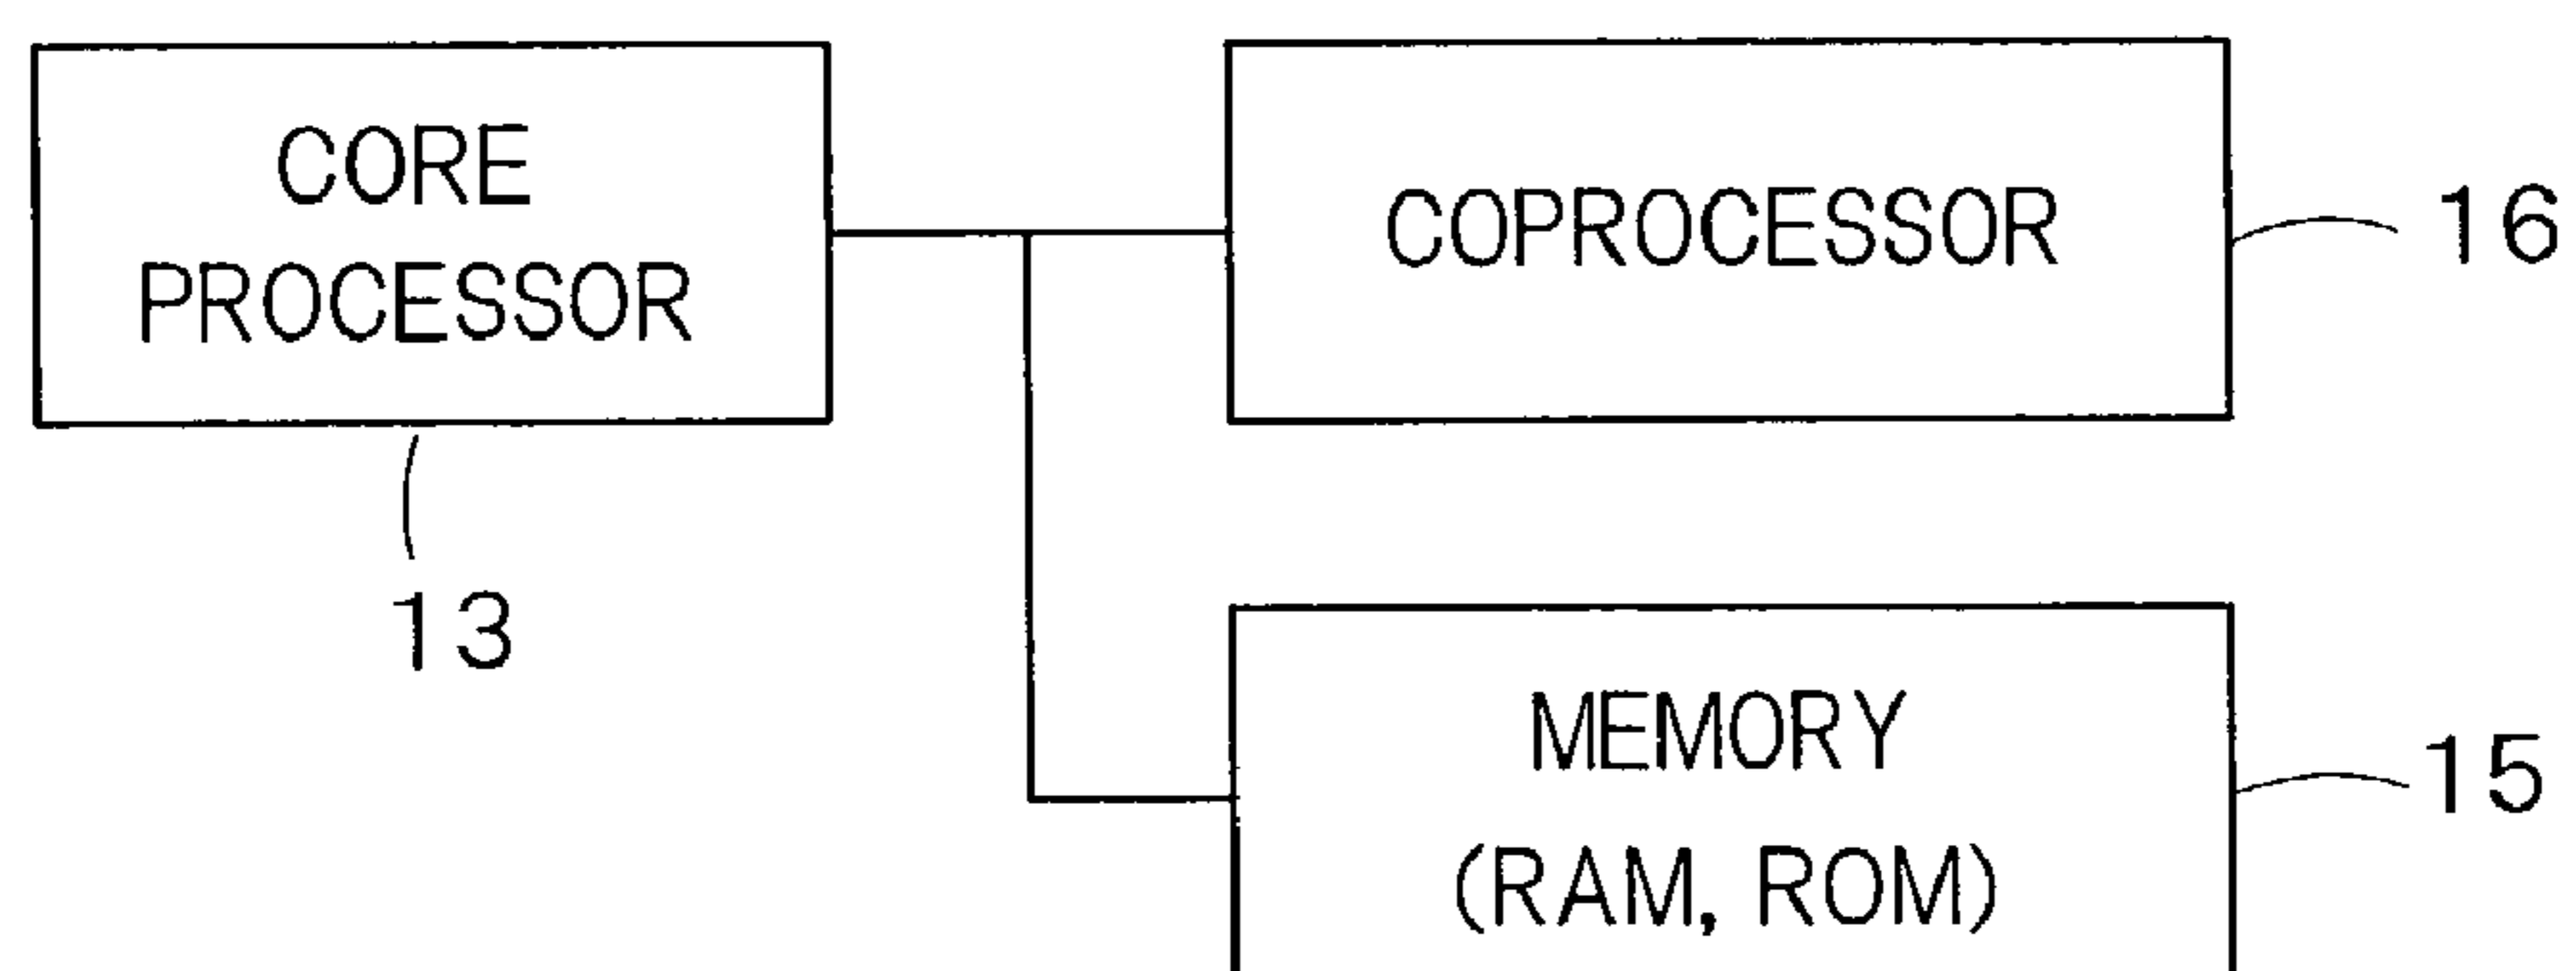 CORE
PROCESSOR
13
COPROCESSOR
16
MEMORY
(RAM, ROM)
15